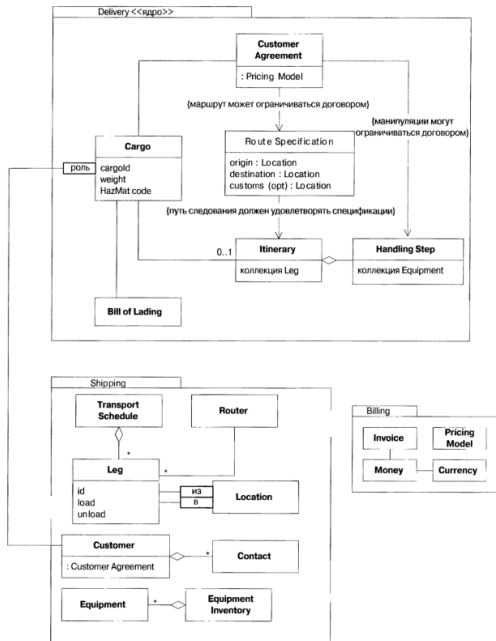 Delivery <<ядро>>
Customer
Agreement
: Pricing Model
{маршрут может ограничиваться договором}
{манипуляции могут
ограничиваться договором}
Route Specification
origin : Location
destination : Location
customs (opt) : Location
Cargo
роль
cargoId
weight
HazMat code
{путь следования должен удовлетворять спецификации}
0..1
Itinerary
коллекция Leg
Handling Step
коллекция Equipment
Bill of Lading
Shipping
Transport
Schedule
Router
*
*
Leg
id
load
unload
из
в
Location
Customer
: Customer Agreement
*
Contact
Equipment
*
Equipment
Inventory
Billing
Invoice
Pricing
Model
Money
Currency